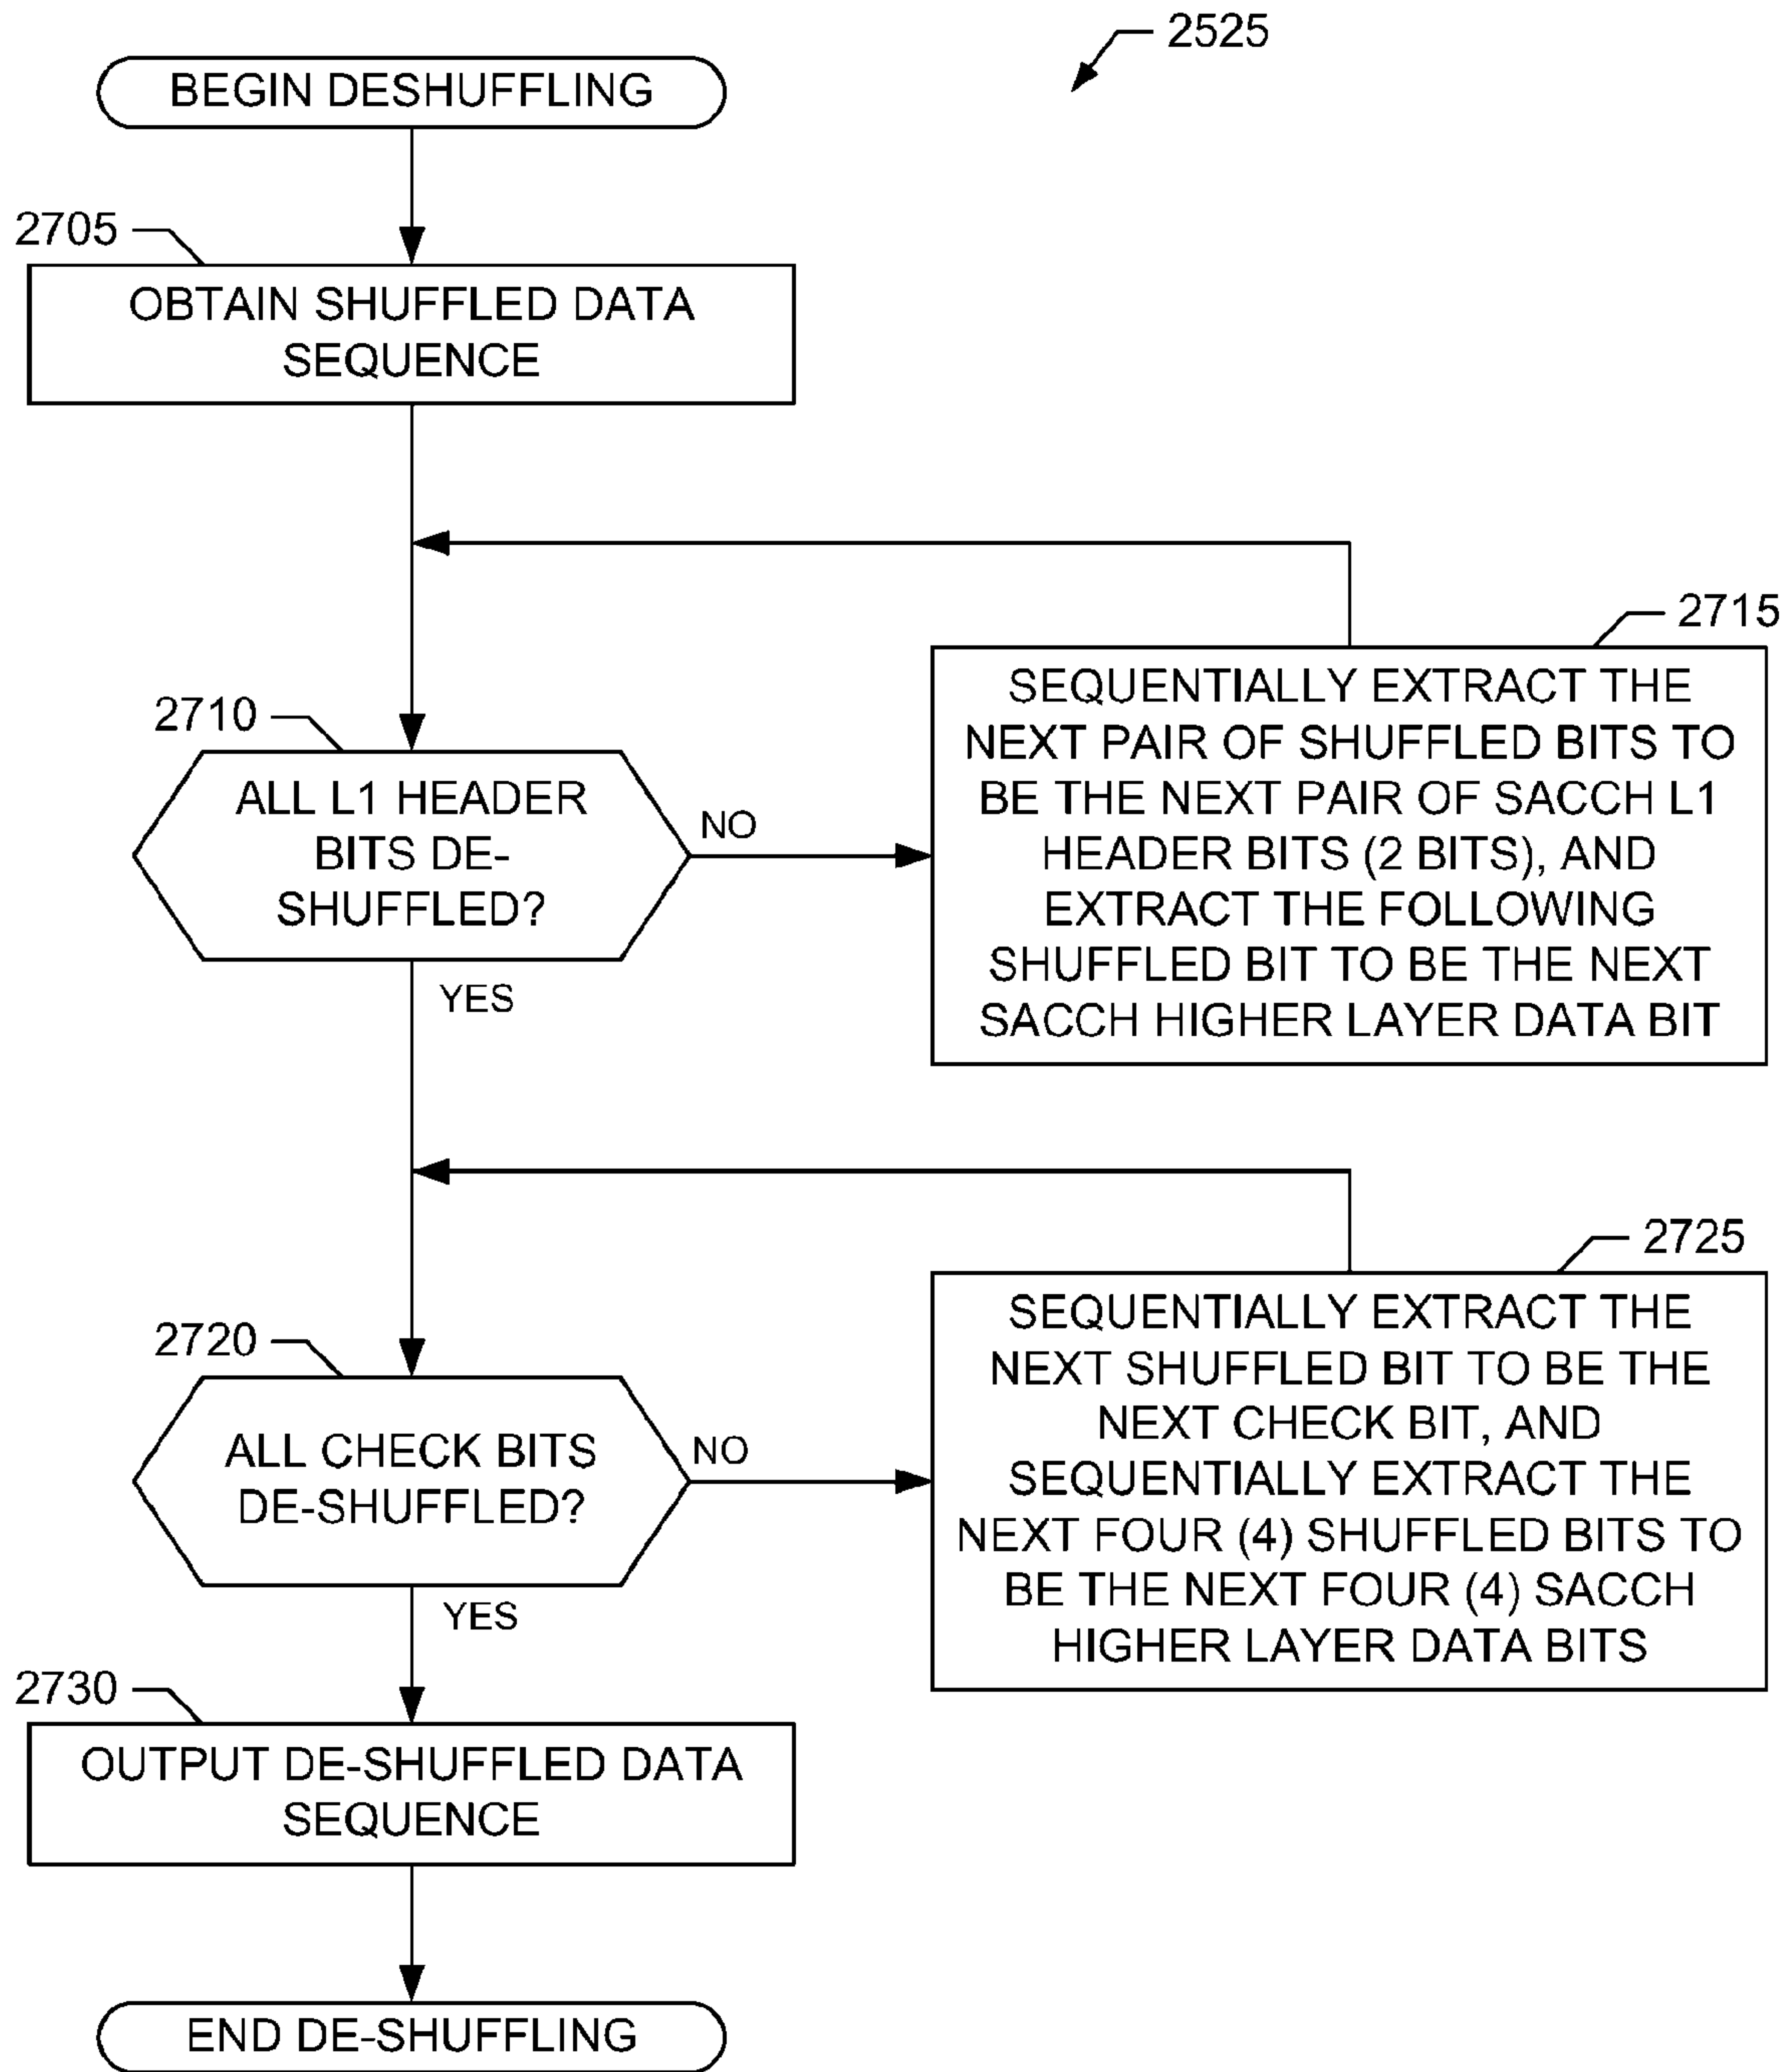 2525
BEGIN DESHUFFLING
2705
OBTAIN SHUFFLED DATA
SEQUENCE
2715
SEQUENTIALLY EXTRACT THE
NEXT PAIR OF SHUFFLED BITS TO
BE THE NEXT PAIR OF SACCH L1
HEADER BITS (2 BITS), AND
EXTRACT THE FOLLOWING
SHUFFLED BIT TO BE THE NEXT
SACCH HIGHER LAYER DATA BIT
2710
ALL L1 HEADER
BITS DE-
SHUFFLED?
NO
YES
2725
SEQUENTIALLY EXTRACT THE
NEXT SHUFFLED BIT TO BE THE
NEXT CHECK BIT, AND
SEQUENTIALLY EXTRACT THE
NEXT FOUR (4) SHUFFLED BITS TO
BE THE NEXT FOUR (4) SACCH
HIGHER LAYER DATA BITS
2720
ALL CHECK BITS
DE-SHUFFLED?
NO
YES
2730
OUTPUT DE-SHUFFLED DATA
SEQUENCE
END DE-SHUFFLING